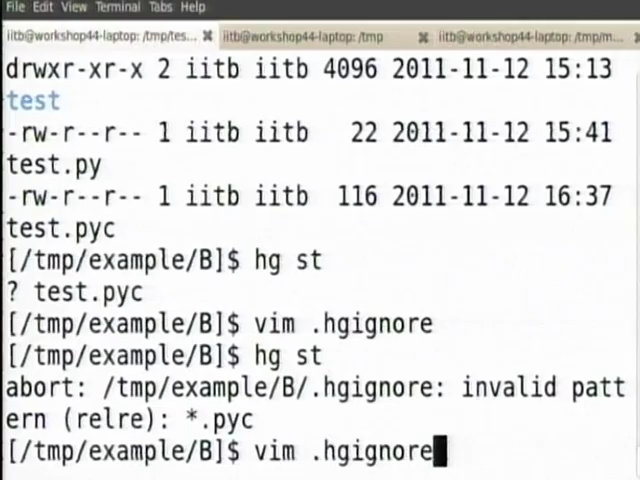 File Edit View Terminal Tabs Help
iitb@workshop44-laptop: /tmp/tes... ✖ iitb@workshop44-laptop: /tmp ✖ iitb@workshop44-laptop: /tmp/m...
drwxr-xr-x 2 iitb iitb 4096 2011-11-12 15:13
test
-rw-r--r-- 1 iitb iitb   22 2011-11-12 15:41
test.py
-rw-r--r-- 1 iitb iitb  116 2011-11-12 16:37
test.pyc
[/tmp/example/B]$ hg st
? test.pyc
[/tmp/example/B]$ vim .hgignore
[/tmp/example/B]$ hg st
abort: /tmp/example/B/.hgignore: invalid patt
ern (relre): *.pyc
[/tmp/example/B]$ vim .hgignore